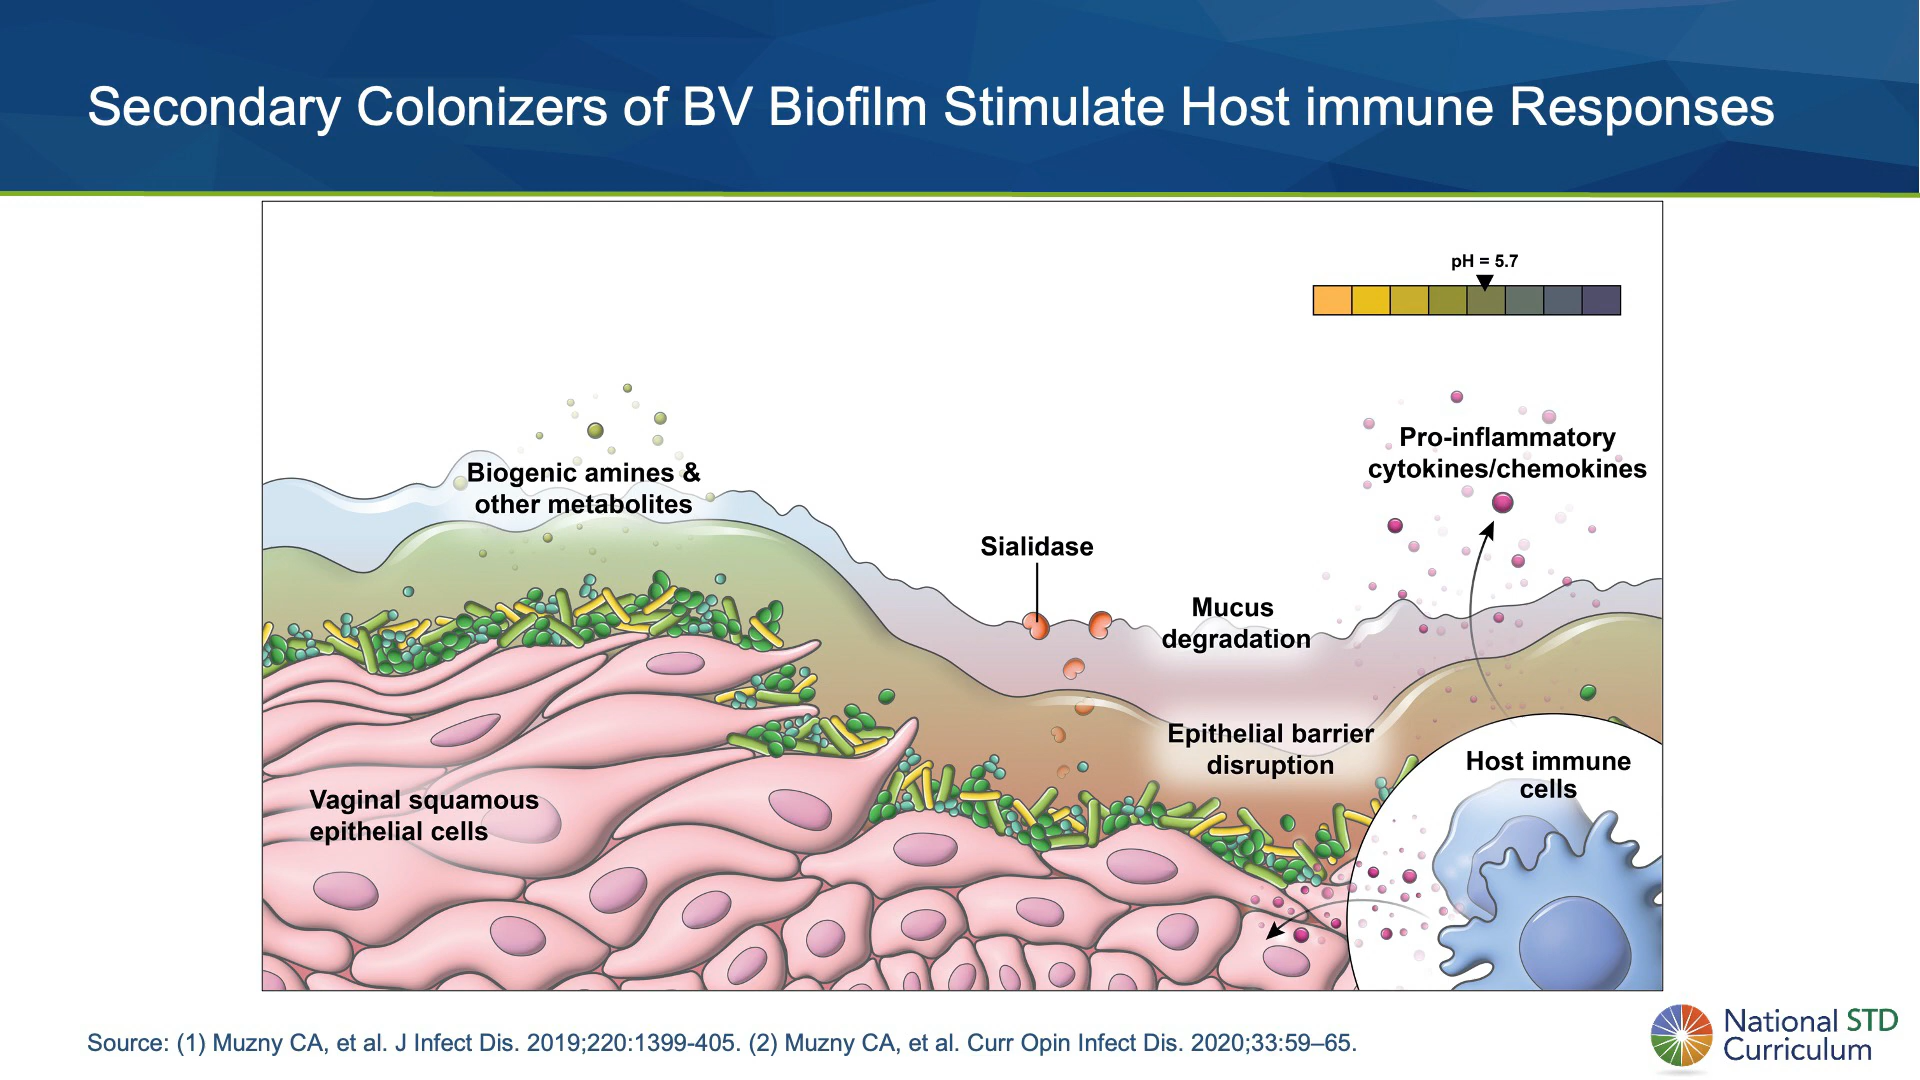 Secondary Colonizers of BV Biofilm Stimulate Host immune Responses
pH = 5.7
Biogenic amines &
other metabolites
Sialidase
Mucus
degradation
Pro-inflammatory
cytokines/chemokines
Epithelial barrier
disruption
Host immune
cells
Vaginal squamous
epithelial cells
Source: (1) Muzny CA, et al. J Infect Dis. 2019;220:1399-405. (2) Muzny CA, et al. Curr Opin Infect Dis. 2020;33:59–65.
National STD
Curriculum